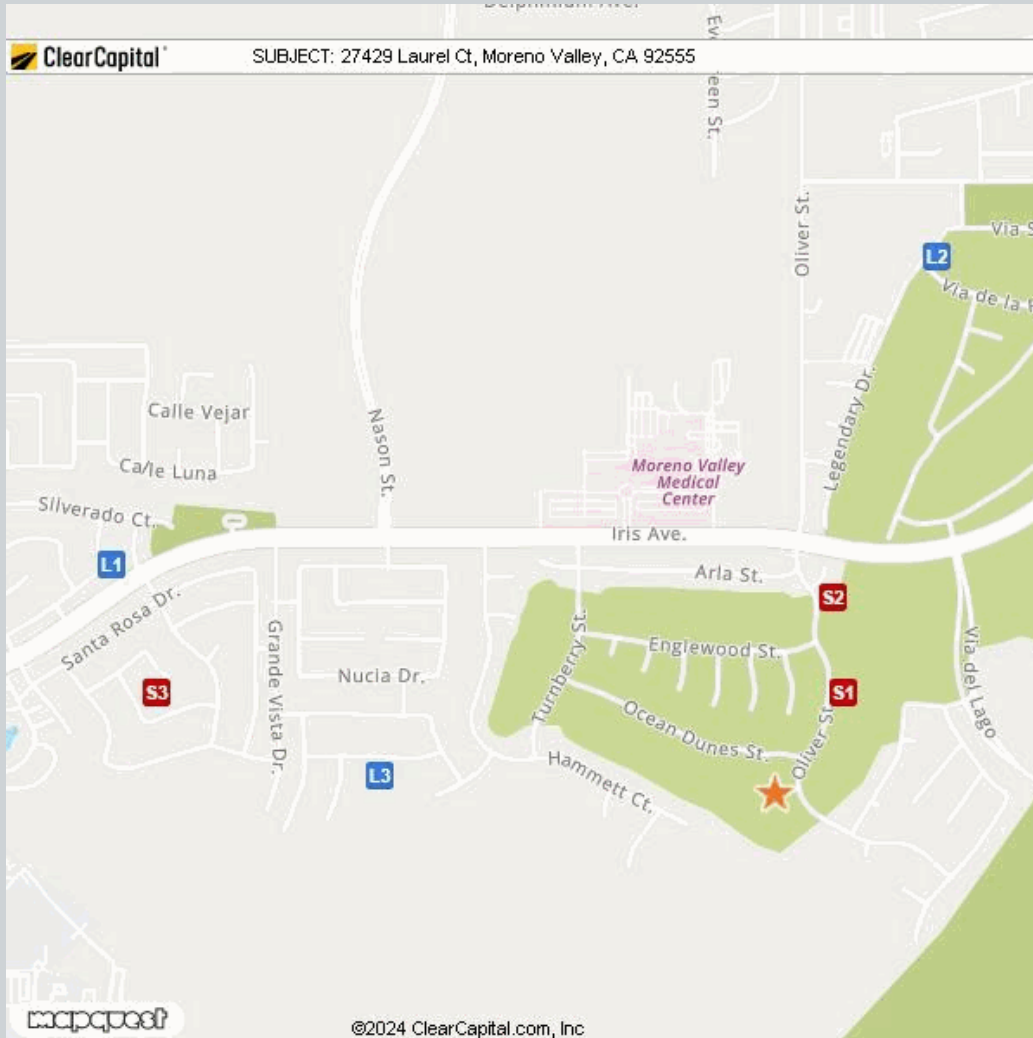 ClearCapital
SUBJECT: 27429 Laurel Ct, Moreno Valley, CA 92555
Oliver St.
L2
Via de la
Legendary Dr.
Calle Vejar
Nason St.
Ca/le Luna
Moreno Valley
Medical
Center
Silverado Ct.
Iris Ave.
L1
Arla St.
S2
Santa Rosa Dr.
Grande Vista Dr.
Turnberry St.
Englewood St.
Via del Lago
Nucia Dr.
S3
S1
Ocean Dunes St.
Oliver St.
L3
Hammett Ct.
mapquest
©2024 ClearCapital.com, Inc